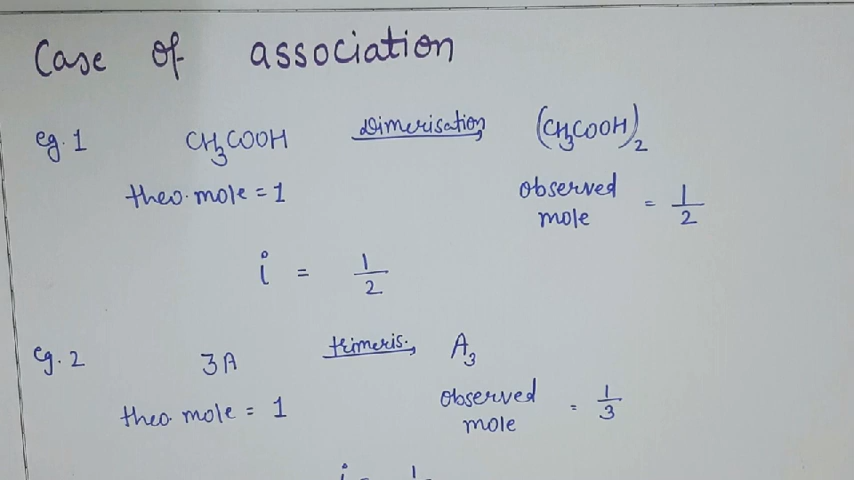 Case of association
eg. 1 CH₃COOH Dimerisation (CH₃COOH)₂
theo. mole = 1 observed mole = 1/2
i = 1/2
eg. 2 3A trimeris. A₃
theo. mole = 1 observed mole = 1/3